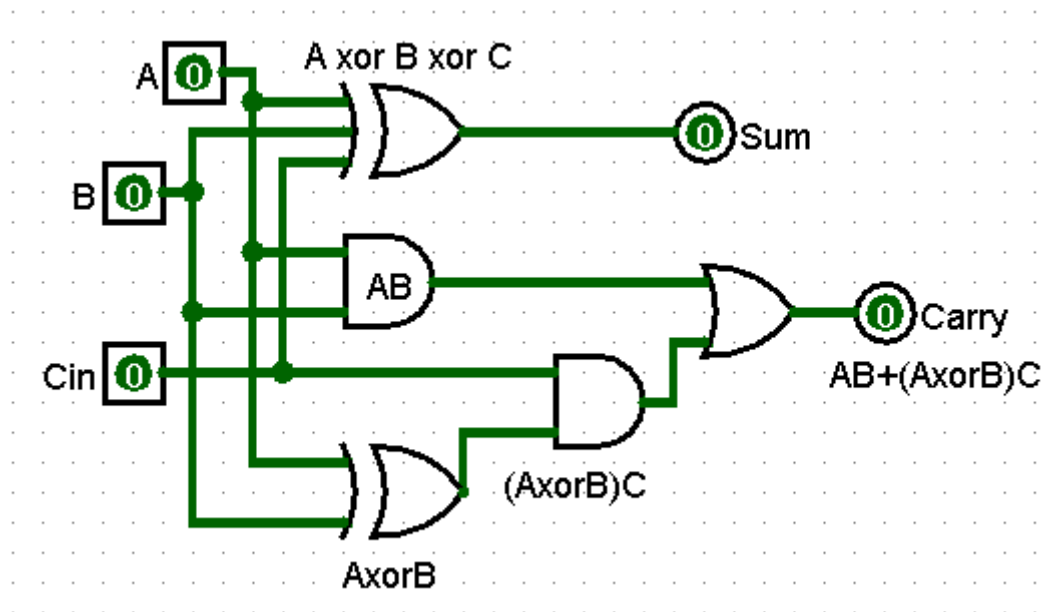 A xor B xor C
A 0
0 Sum
B 0
AB
0 Carry
Cin 0
AB+(AxorB)C
(AxorB)C
AxorB